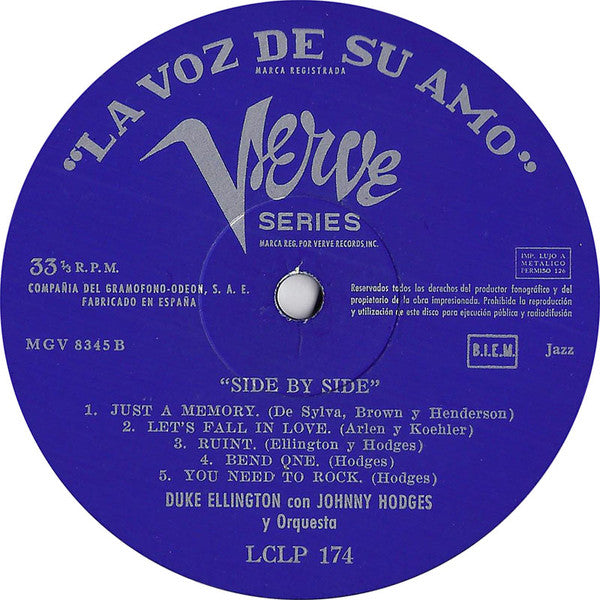 "LA VOZ DE SU AMO"
MARCA REGISTRADA
Verve
SERIES
MARCA REG. POR VERVE RECORDS, INC.
33 1/3 R.P.M.
COMPAÑIA DEL GRAMOFONO-ODEON, S. A. E.
FABRICADO EN ESPAÑA
IMP. LUJO A
METALICO
PERMISO 126
Reservados todos los derechos del productor fonográfico y del
propietario de la obra impresionada. Prohibida la reproducción
y utilización de este disco para ejecución pública y radiodifusión
MGV 8345 B
B.I.E.M.
Jazz
"SIDE BY SIDE"
1. JUST A MEMORY. (De Sylva, Brown y Henderson)
2. LET'S FALL IN LOVE. (Arlen y Koehler)
3. RUINT. (Ellington y Hodges)
4. BEND QNE. (Hodges)
5. YOU NEED TO ROCK. (Hodges)
DUKE ELLINGTON con JOHNNY HODGES
y Orquesta
LCLP 174